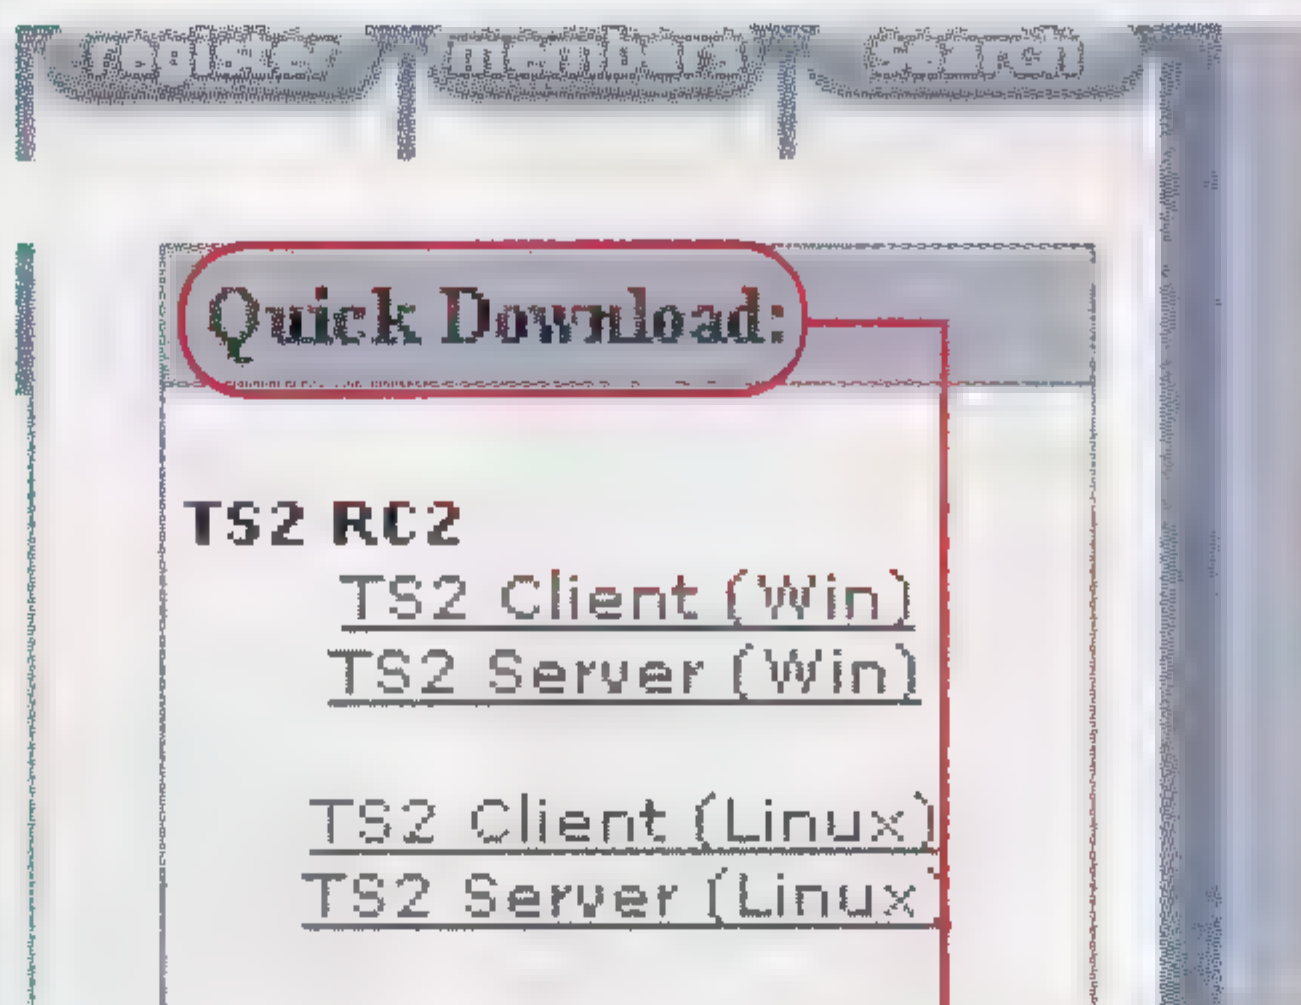 Register Members Search
Quick Download:
TS2 RC2
TS2 Client (Win)
TS2 Server (Win)
TS2 Client (Linux)
TS2 Server (Linux